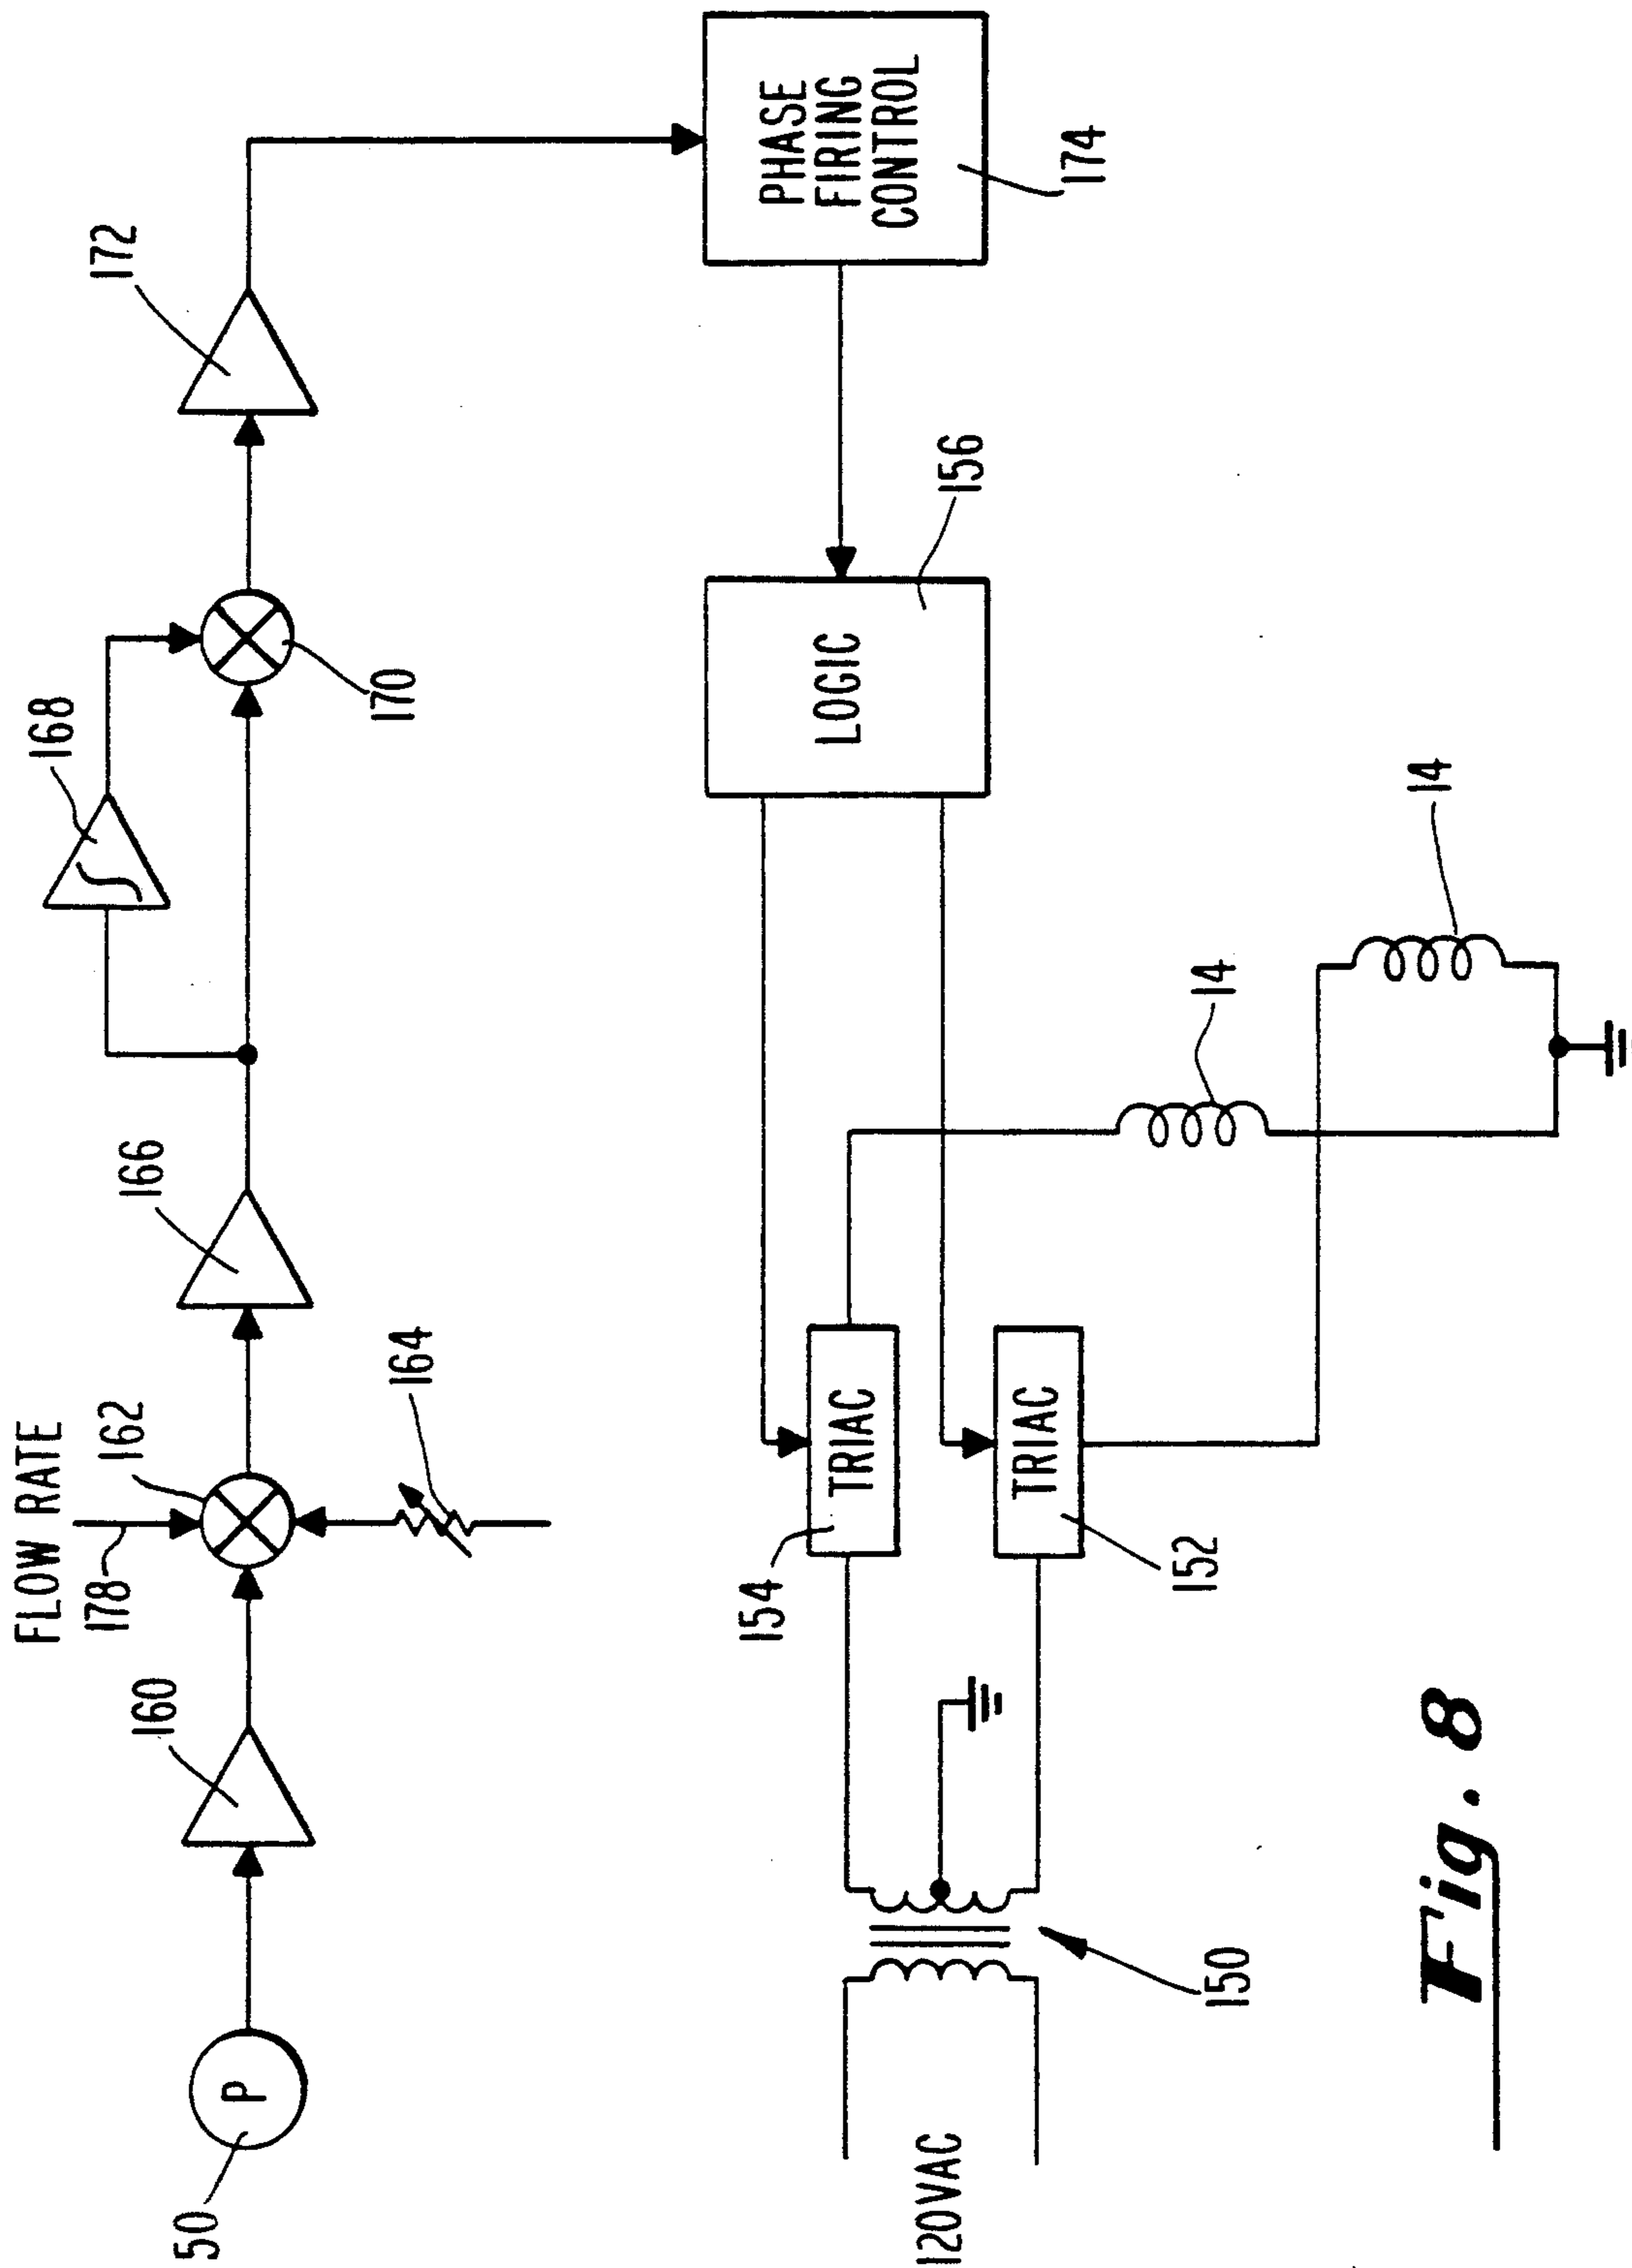 FLOW RATE
172
168
166
162
178
160
164
170
P
50
PHASE
FIRING
CONTROL
174
156
LOGIC
154
TRIAC
TRIAC
152
14
14
120VAC
150
Fig. 8